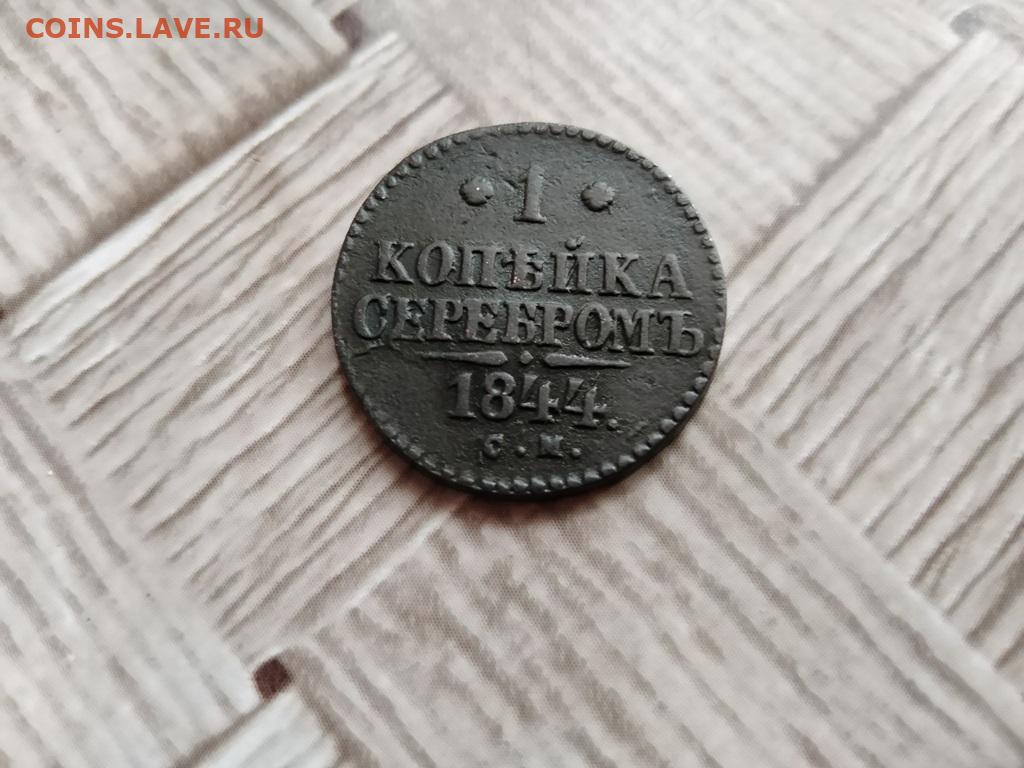 COINS.LAVE.RU
1
КОПѢЙКА
СЕРЕБРОМЪ
1844.
С.М.